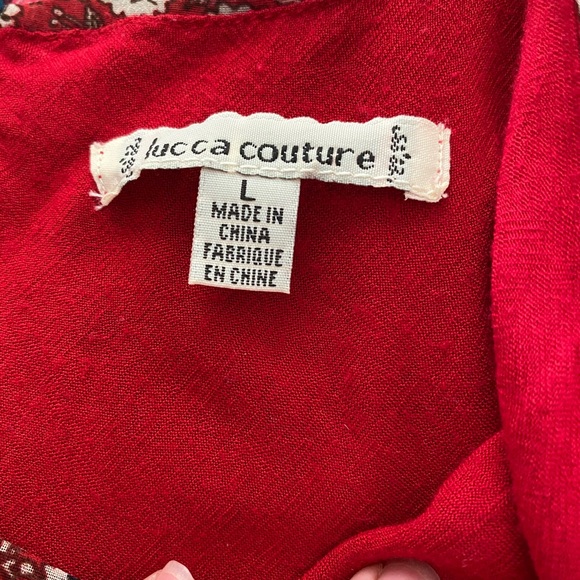 lucca couture
L
MADE IN
CHINA
FABRIQUE
EN CHINE